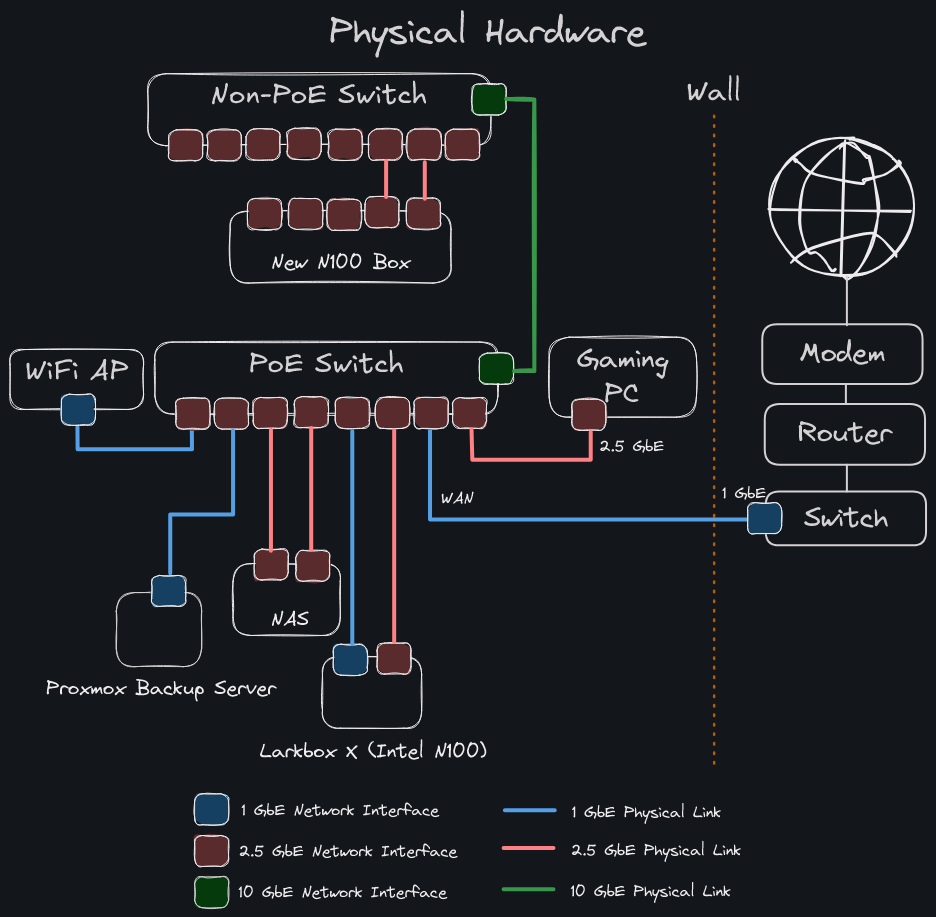 Physical Hardware
Non-PoE Switch
Wall
New N100 Box
WiFi AP
PoE Switch
Gaming
PC
Modem
Router
2.5 GbE
WAN
1 GbE
Switch
NAS
Proxmox Backup Server
Larkbox X (Intel N100)
1 GbE Network Interface
1 GbE Physical Link
2.5 GbE Network Interface
2.5 GbE Physical Link
10 GbE Network Interface
10 GbE Physical Link